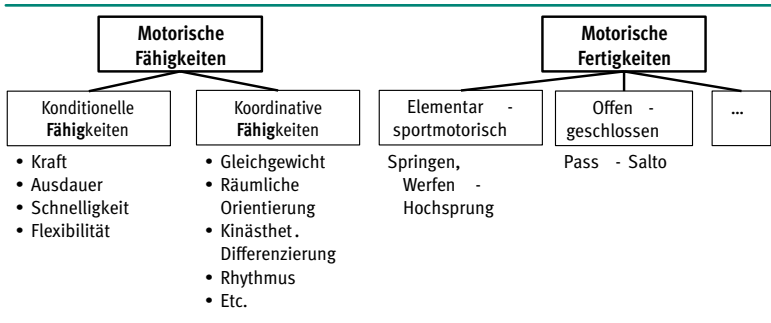 Motorische
Fähigkeiten
Motorische
Fertigkeiten
Konditionelle
Fähigkeiten
Koordinative
Fähigkeiten
Elementar -
sportmotorisch
Offen -
geschlossen
...
• Kraft
• Ausdauer
• Schnelligkeit
• Flexibilität
• Gleichgewicht
• Räumliche
Orientierung
• Kinästhet.
Differenzierung
• Rhythmus
• Etc.
Springen,
Werfen -
Hochsprung
Pass - Salto